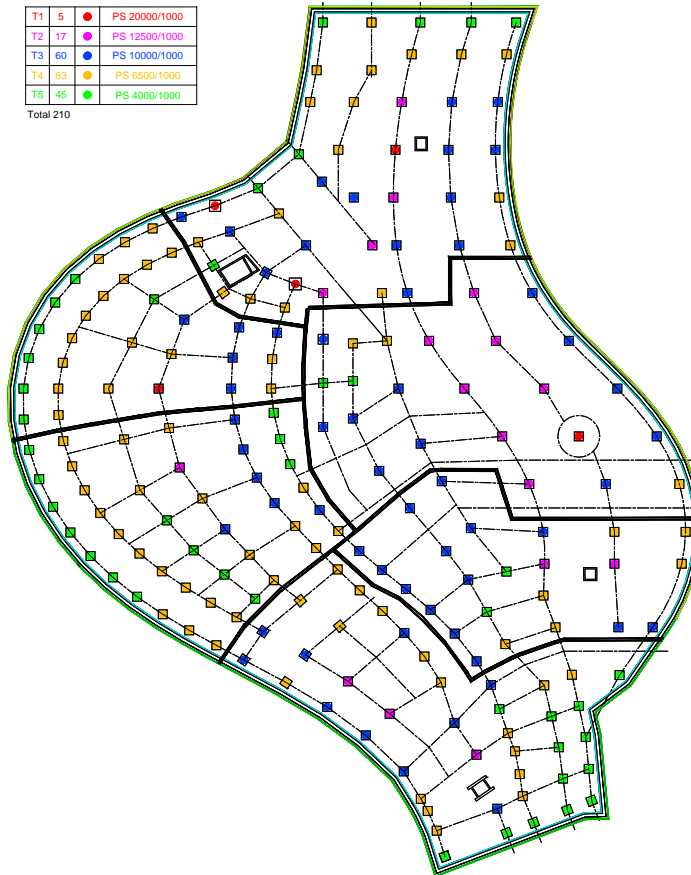 T1 5 PS 20000/1000
T2 17 PS 12500/1000
T3 60 PS 10000/1000
T4 83 PS 6500/1000
T5 45 PS 4000/1000
Total 210